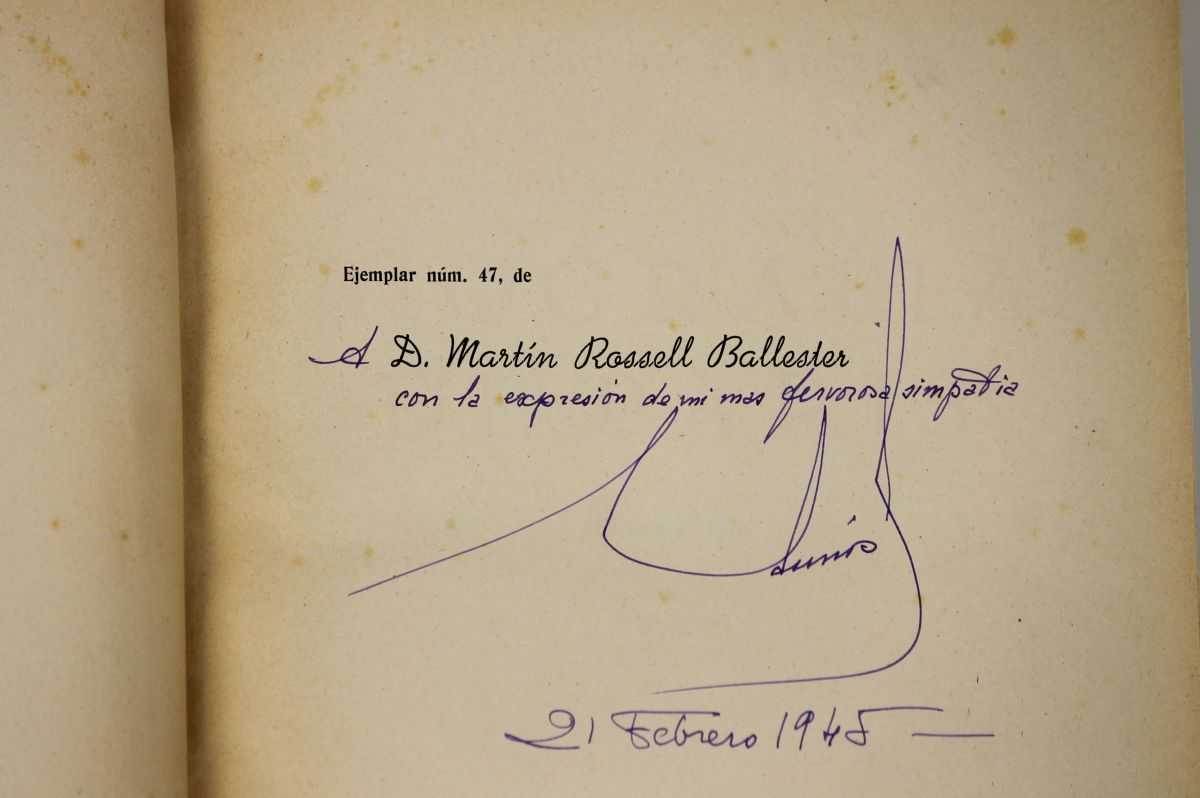 Ejemplar núm. 47, de
A D. Martín Rossell Ballester
con la expresión de mi mas fervorosa simpatia
21 Febrero 1945